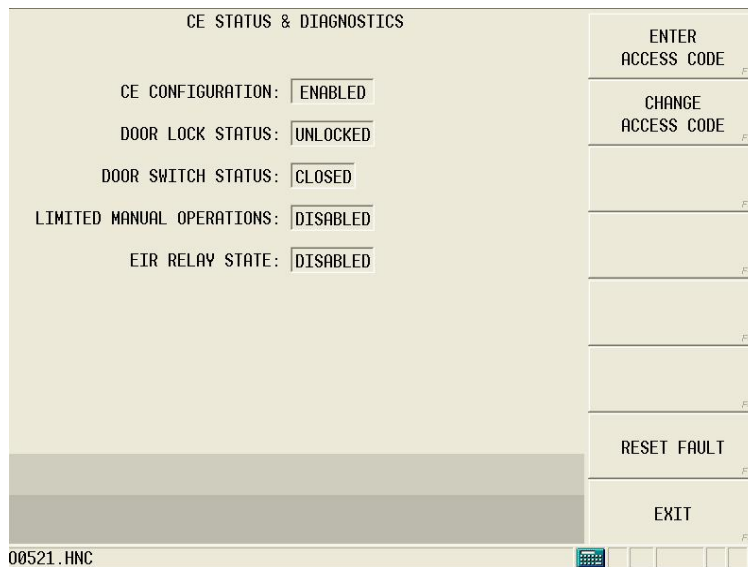 CE STATUS & DIAGNOSTICS
CE CONFIGURATION: ENABLED
DOOR LOCK STATUS: UNLOCKED
DOOR SWITCH STATUS: CLOSED
LIMITED MANUAL OPERATIONS: DISABLED
EIR RELAY STATE: DISABLED
ENTER
ACCESS CODE
F
CHANGE
ACCESS CODE
F
F
F
F
F
RESET FAULT
F
EXIT
F
O0521.HNC